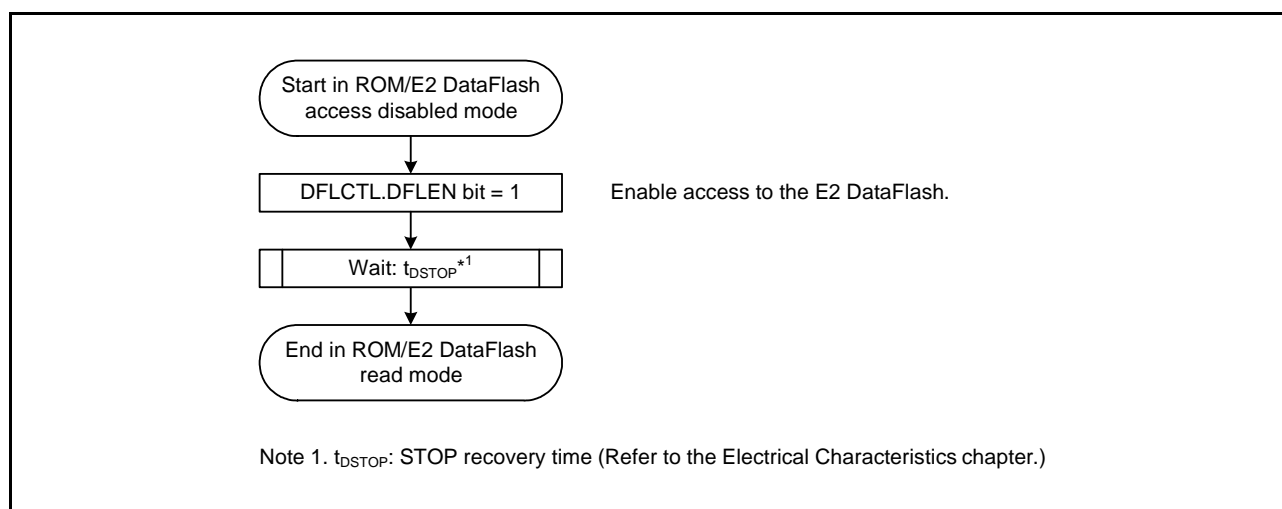 Start in ROM/E2 DataFlash
access disabled mode
DFLCTL.DFLEN bit = 1
Enable access to the E2 DataFlash.
Wait: tDSTOP*1
End in ROM/E2 DataFlash
read mode
Note 1. tDSTOP: STOP recovery time (Refer to the Electrical Characteristics chapter.)